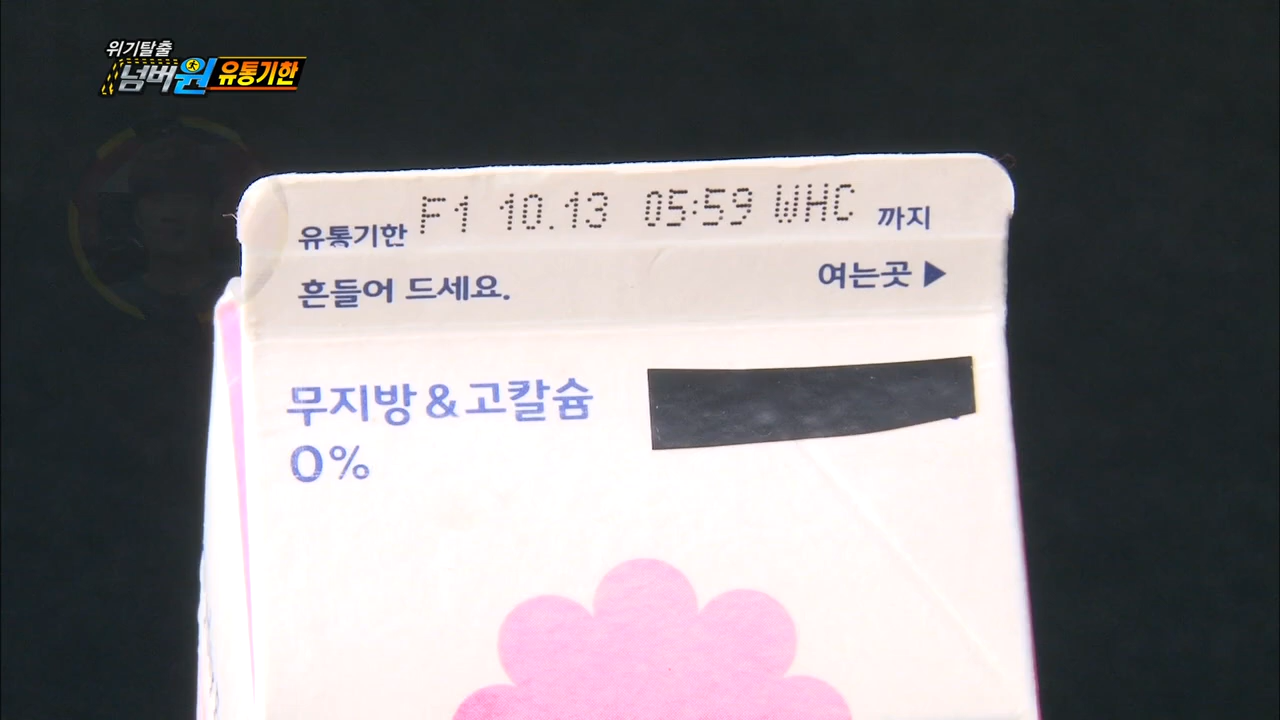 위기탈출
넘버원 유통기한
유통기한 F1 10.13 05:59 WHC 까지
흔들어 드세요. 여는곳 ▶
무지방&고칼슘
0%